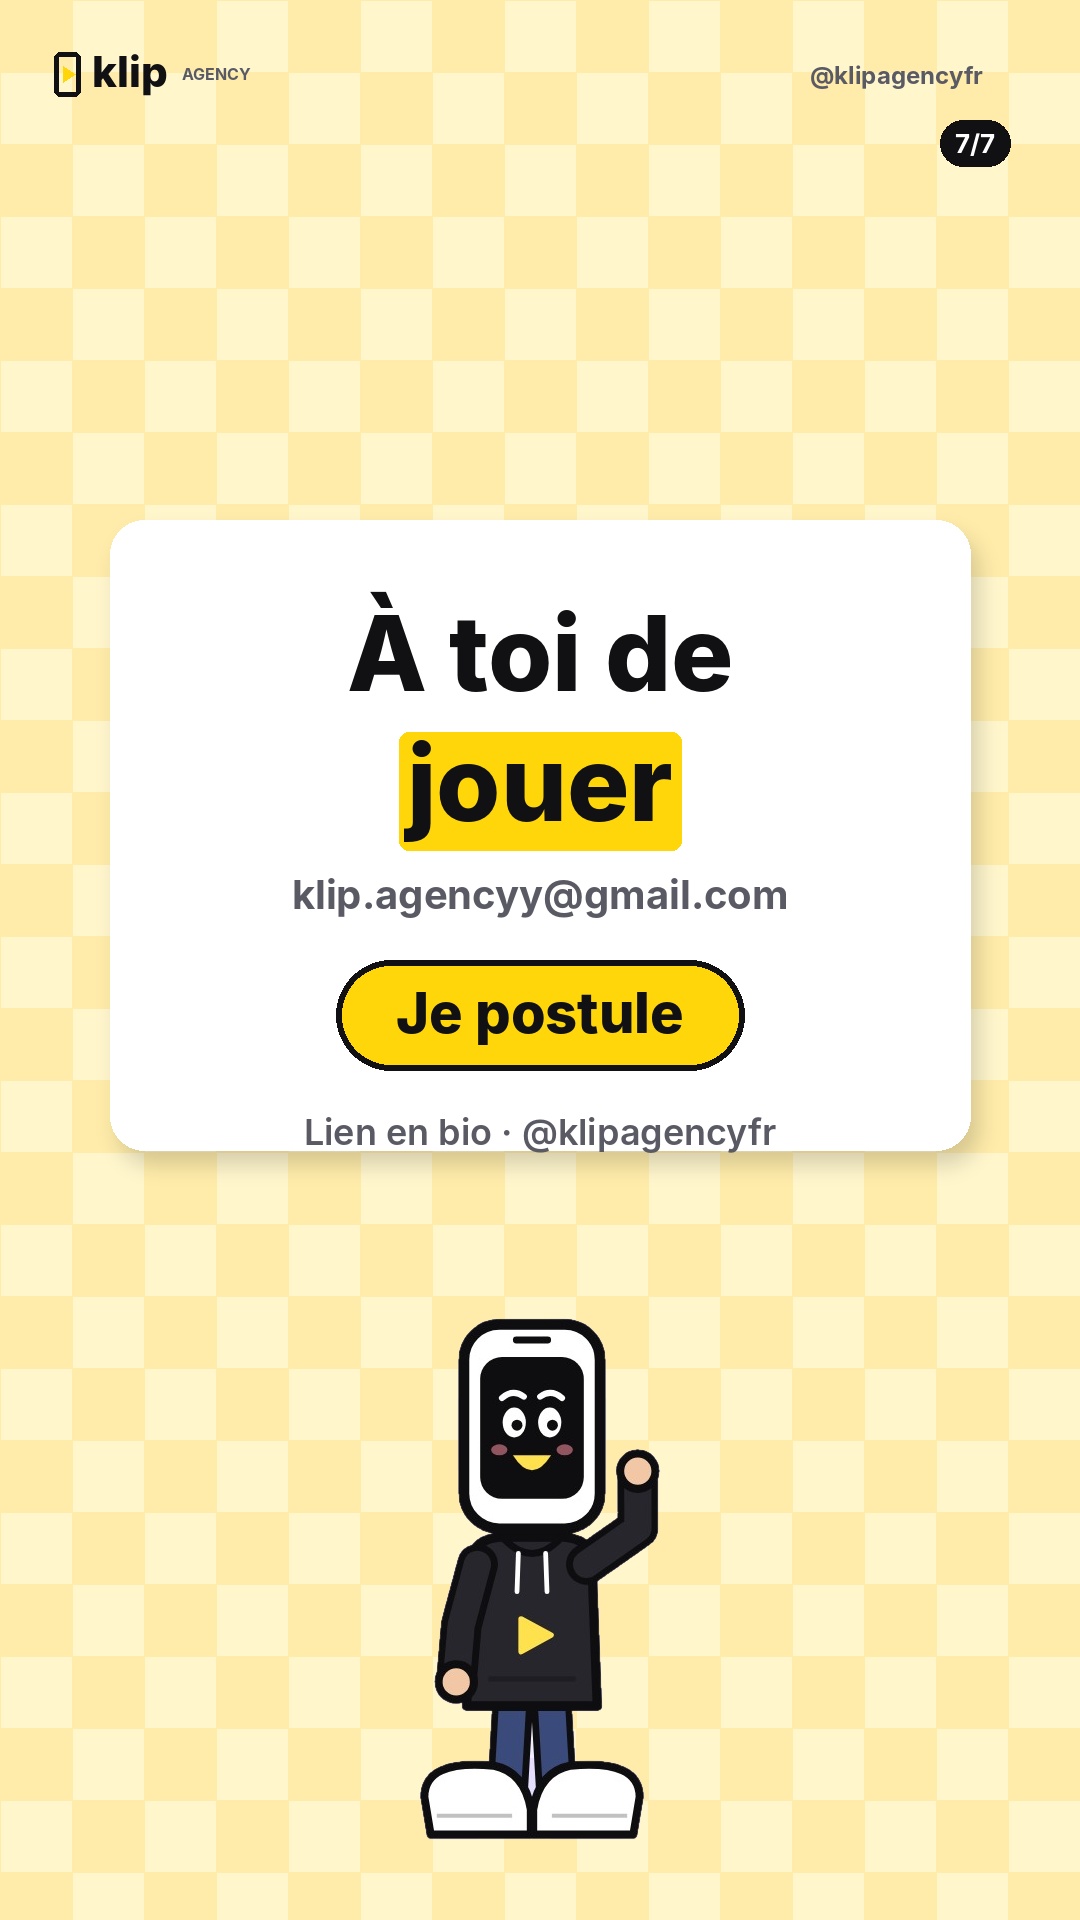 klip AGENCY
@klipagencyfr
7/7
À toi de
jouer
klip.agencyy@gmail.com
Je postule
Lien en bio · @klipagencyfr